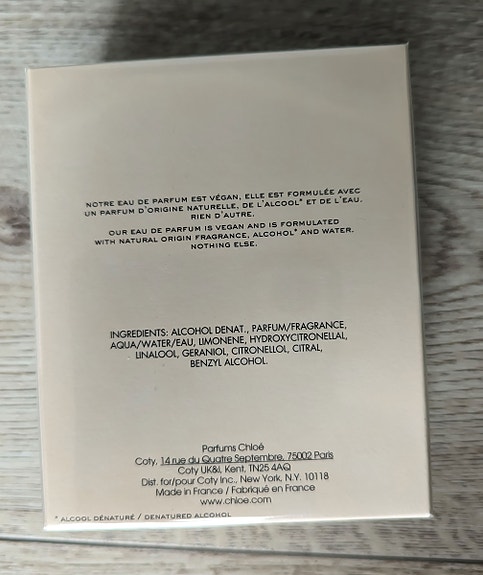 NOTRE EAU DE PARFUM EST VÉGAN, ELLE EST FORMULÉE AVEC
UN PARFUM D'ORIGINE NATURELLE, DE L'ALCOOL* ET DE L'EAU.
RIEN D'AUTRE.
OUR EAU DE PARFUM IS VEGAN AND IS FORMULATED
WITH NATURAL ORIGIN FRAGRANCE, ALCOHOL* AND WATER.
NOTHING ELSE.
INGREDIENTS: ALCOHOL DENAT., PARFUM/FRAGRANCE,
AQUA/WATER/EAU, LIMONENE, HYDROXYCITRONELLAL,
LINALOOL, GERANIOL, CITRONELLOL, CITRAL,
BENZYL ALCOHOL.
Parfums Chloé
Coty, 14 rue du Quatre Septembre, 75002 Paris
Coty UK&I, Kent, TN25 4AQ
Dist. for/pour Coty Inc., New York, N.Y. 10118
Made in France / Fabriqué en France
www.chloe.com
* ALCOOL DÉNATURÉ / DENATURED ALCOHOL